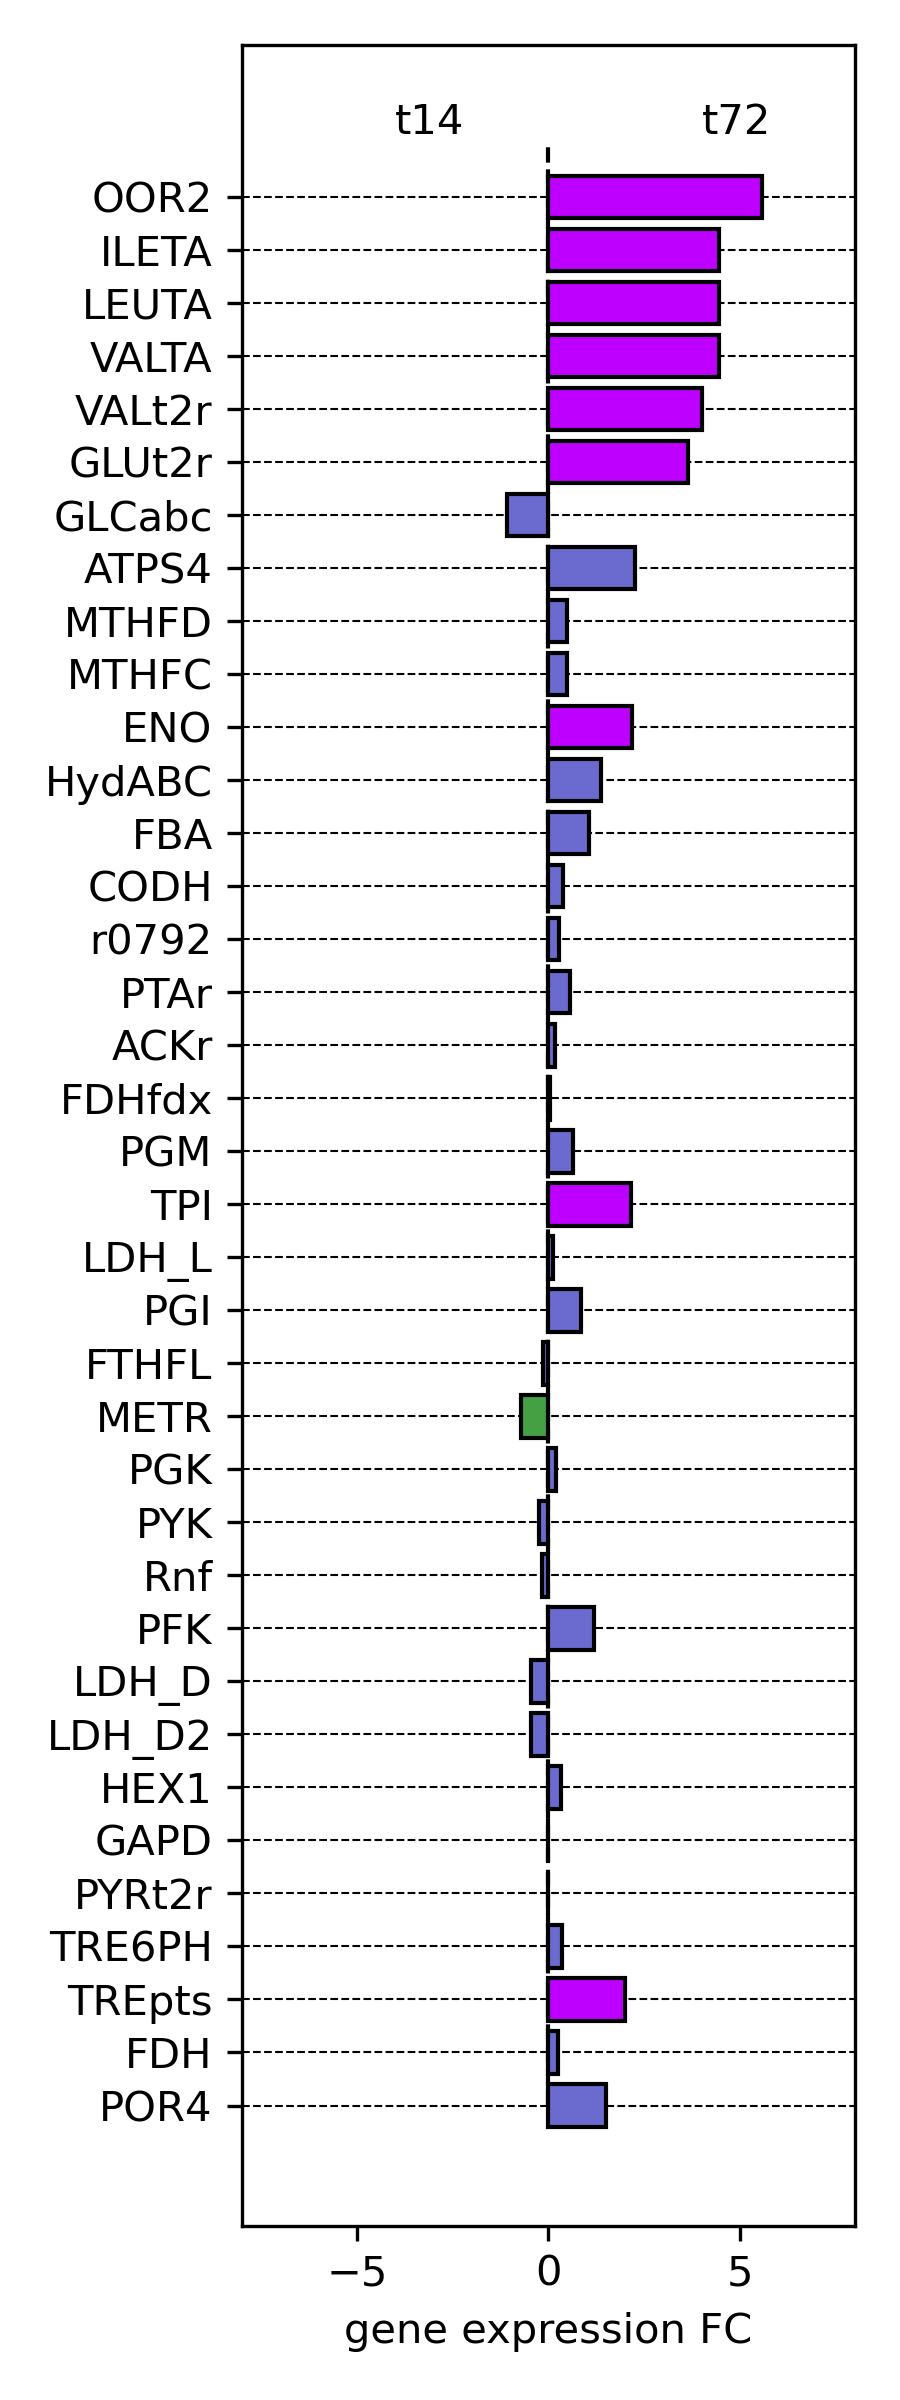 t14 t72
OOR2
ILETA
LEUTA
VALTA
VALt2r
GLUt2r
GLCabc
ATPS4
MTHFD
MTHFC
ENO
HydABC
FBA
CODH
r0792
PTAr
ACKr
FDHfdx
PGM
TPI
LDH_L
PGI
FTHFL
METR
PGK
PYK
Rnf
PFK
LDH_D
LDH_D2
HEX1
GAPD
PYRt2r
TRE6PH
TREpts
FDH
POR4
−5 0 5
gene expression FC